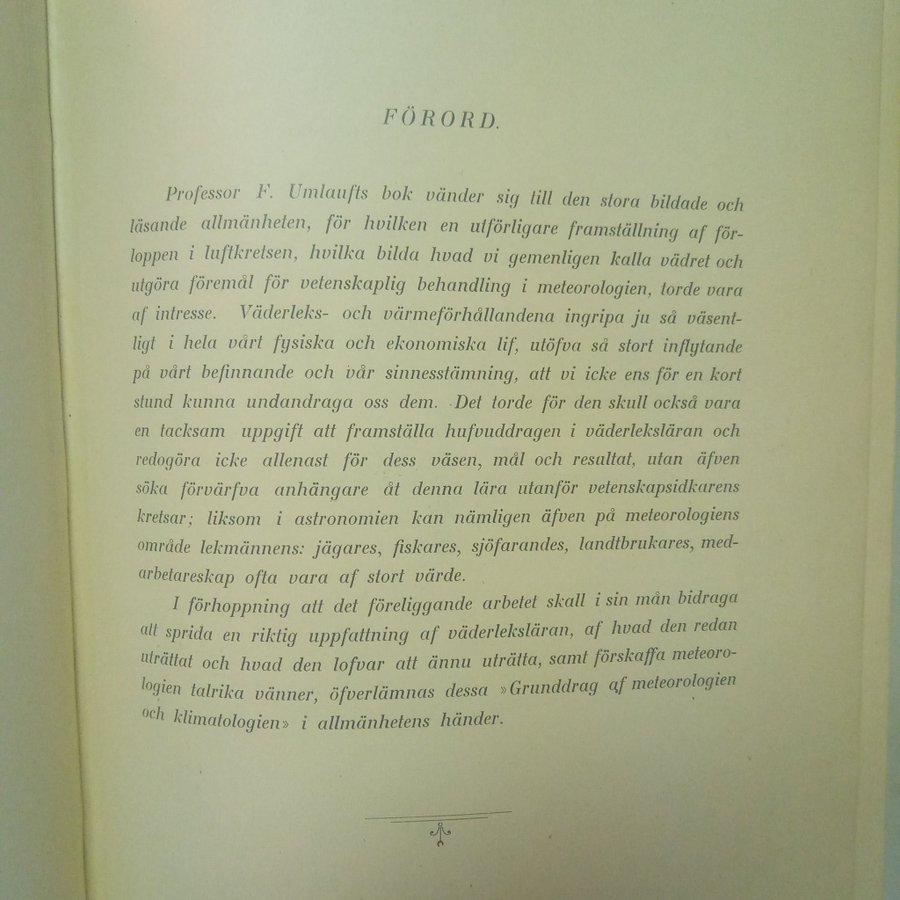 FÖRORD.
Professor F. Umlaufts bok vänder sig till den stora bildade och
läsande allmänheten, för hvilken en utförligare framställning af för-
loppen i luftkretsen, hvilka bilda hvad vi gemenligen kalla vädret och
utgöra föremål för vetenskaplig behandling i meteorologien, torde vara
af intresse. Väderleks- och värmeförhållandena ingripa ju så väsent-
ligt i hela vårt fysiska och ekonomiska lif, utöfva så stort inflytande
på vårt befinnande och vår sinnesstämning, att vi icke ens för en kort
stund kunna undandraga oss dem. Det torde för den skull också vara
en tacksam uppgift att framställa hufvuddragen i väderleksläran och
redogöra icke allenast för dess väsen, mål och resultat, utan äfven
söka förvärfva anhängare åt denna lära utanför vetenskapsidkarens
kretsar; liksom i astronomien kan nämligen äfven på meteorologiens
område lekmännens: jägares, fiskares, sjöfarandes, landtbrukares, med-
arbetareskap ofta vara af stort värde.
I förhoppning att det föreliggande arbetet skall i sin mån bidraga
att sprida en riktig uppfattning af väderleksläran, af hvad den redan
uträttat och hvad den lofvar att ännu uträtta, samt förskaffa meteoro-
logien talrika vänner, öfverlämnas dessa »Grunddrag af meteorologien
och klimatologien» i allmänhetens händer.